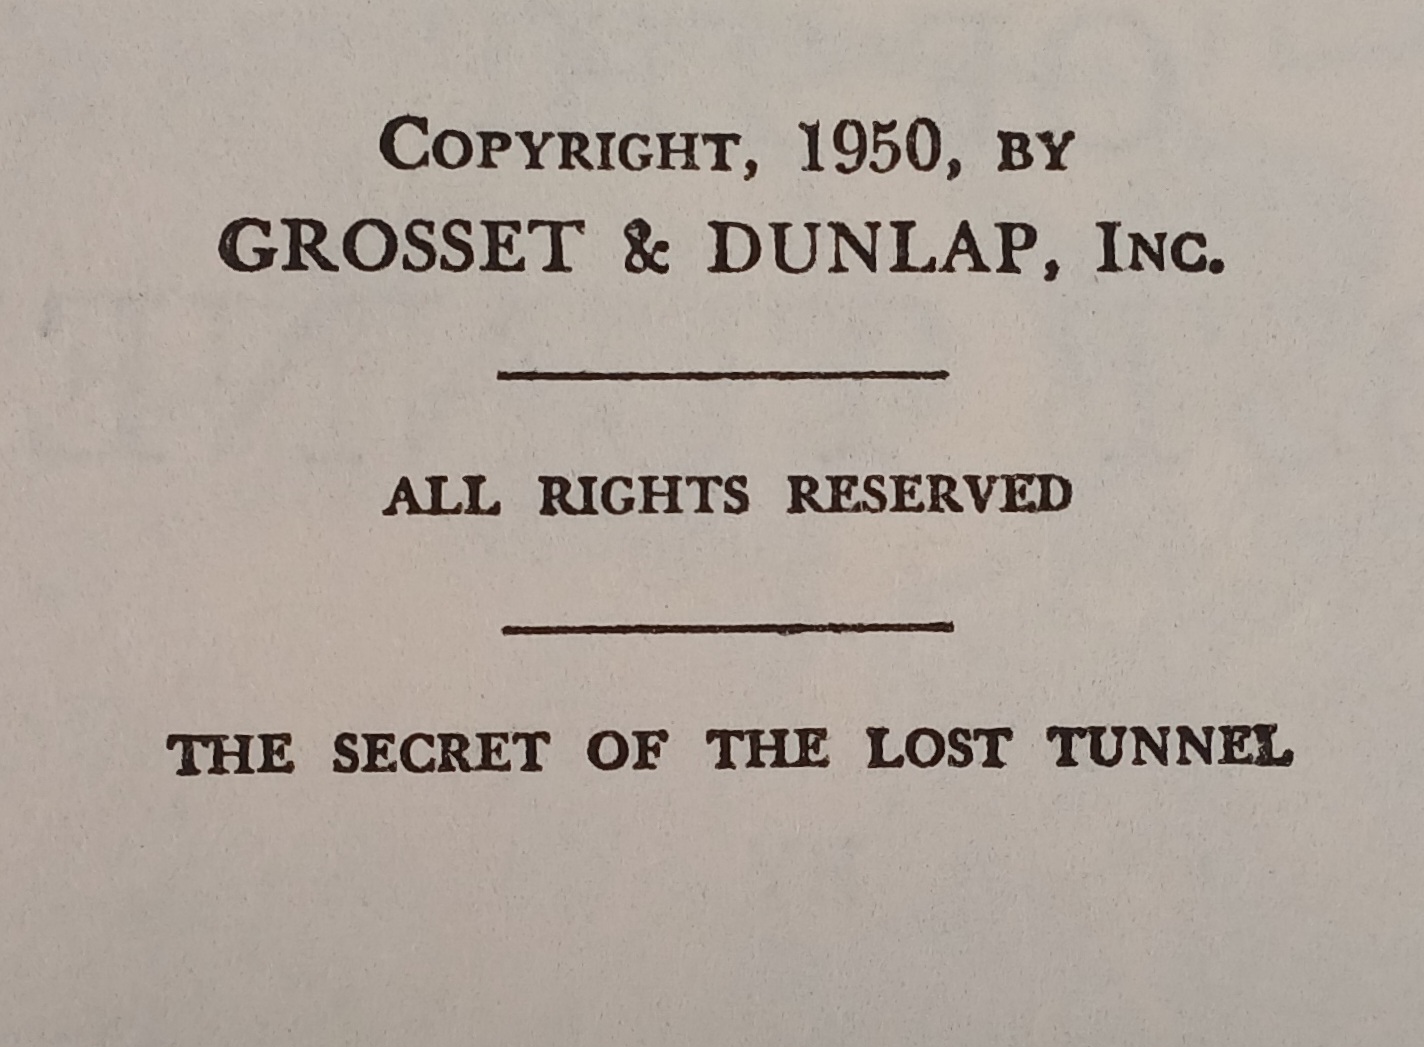 Copyright, 1950, by
GROSSET & DUNLAP, Inc.
ALL RIGHTS RESERVED
THE SECRET OF THE LOST TUNNEL